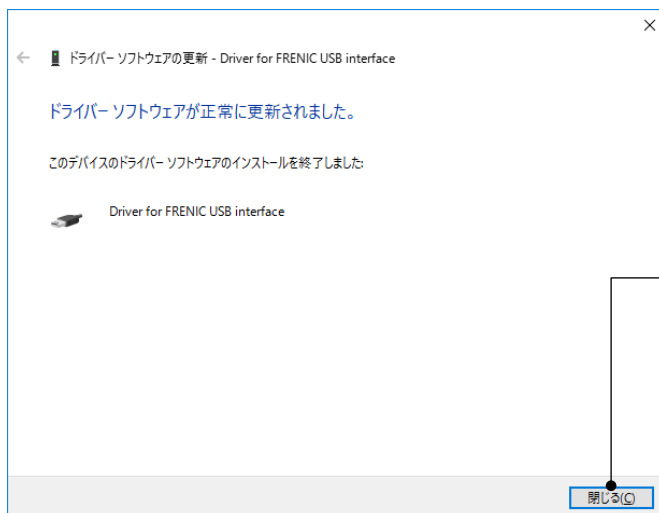 ドライバー ソフトウェアの更新 - Driver for FRENIC USB interface
ドライバー ソフトウェアが正常に更新されました。
このデバイスのドライバー ソフトウェアのインストールを終了しました:
Driver for FRENIC USB interface
閉じる(C)